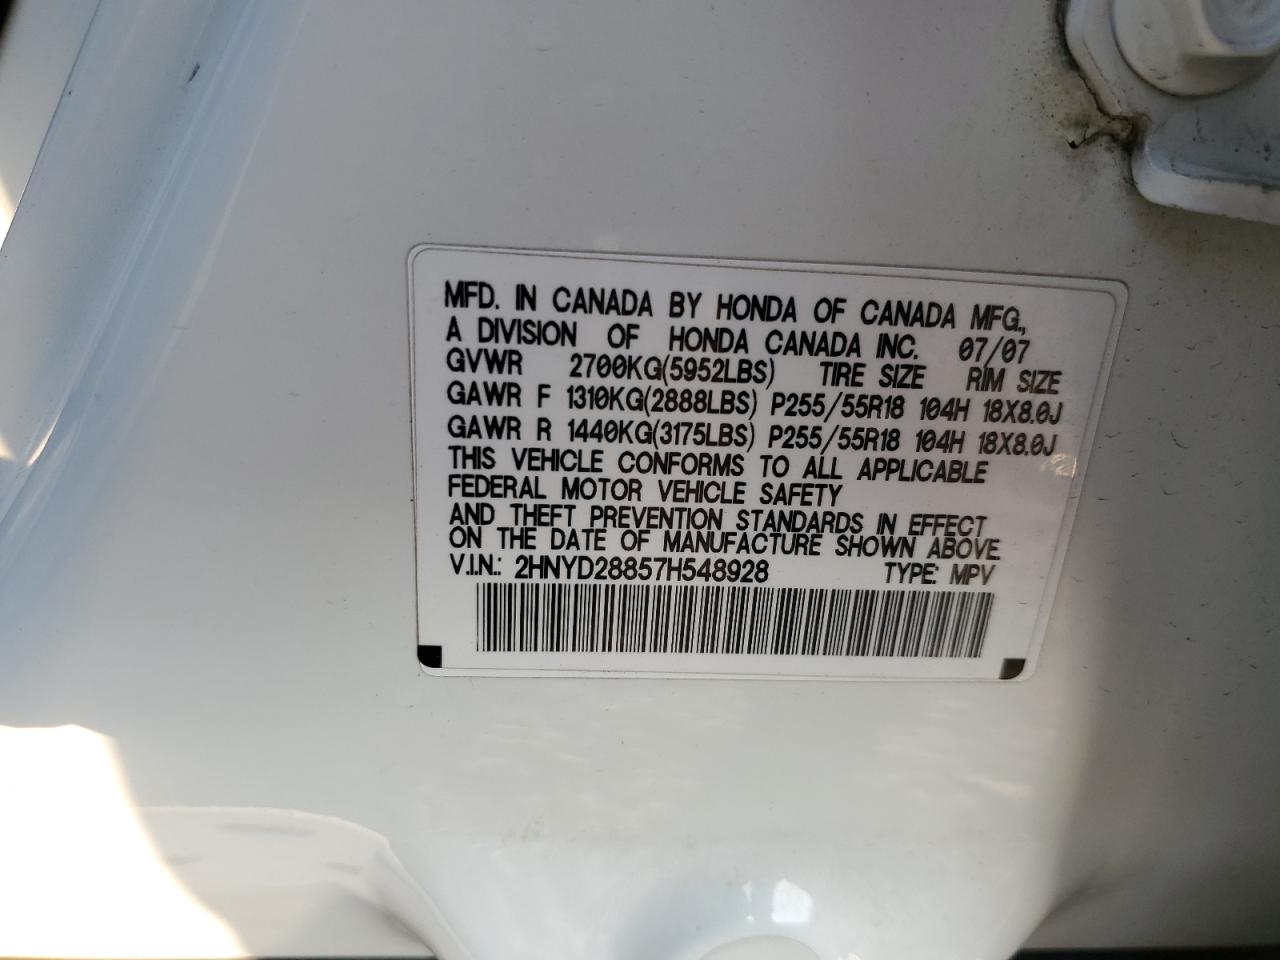 MFD. IN CANADA BY HONDA OF CANADA MFG.,
A DIVISION OF HONDA CANADA INC. 07/07
GVWR 2700KG(5952LBS) TIRE SIZE RIM SIZE
GAWR F 1310KG(2888LBS) P255/55R18 104H 18X8.0J
GAWR R 1440KG(3175LBS) P255/55R18 104H 18X8.0J
THIS VEHICLE CONFORMS TO ALL APPLICABLE
FEDERAL MOTOR VEHICLE SAFETY
AND THEFT PREVENTION STANDARDS IN EFFECT
ON THE DATE OF MANUFACTURE SHOWN ABOVE.
V.I.N.: 2HNYD28857H548928 TYPE: MPV